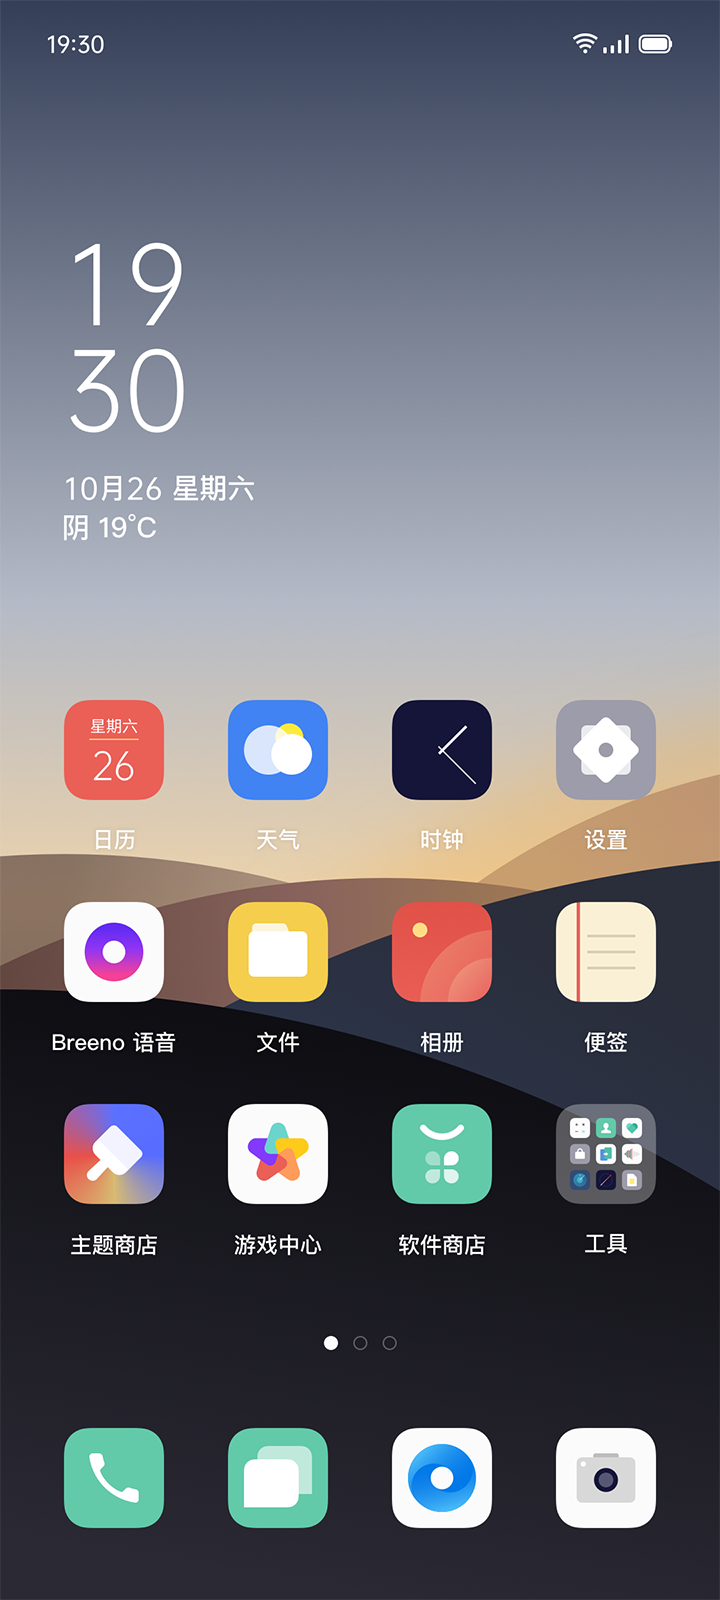 19:30
19
30
10月26 星期六
阴 19°C
星期六
26
日历
天气
时钟
设置
Breeno 语音
文件
相册
便签
主题商店
游戏中心
软件商店
工具